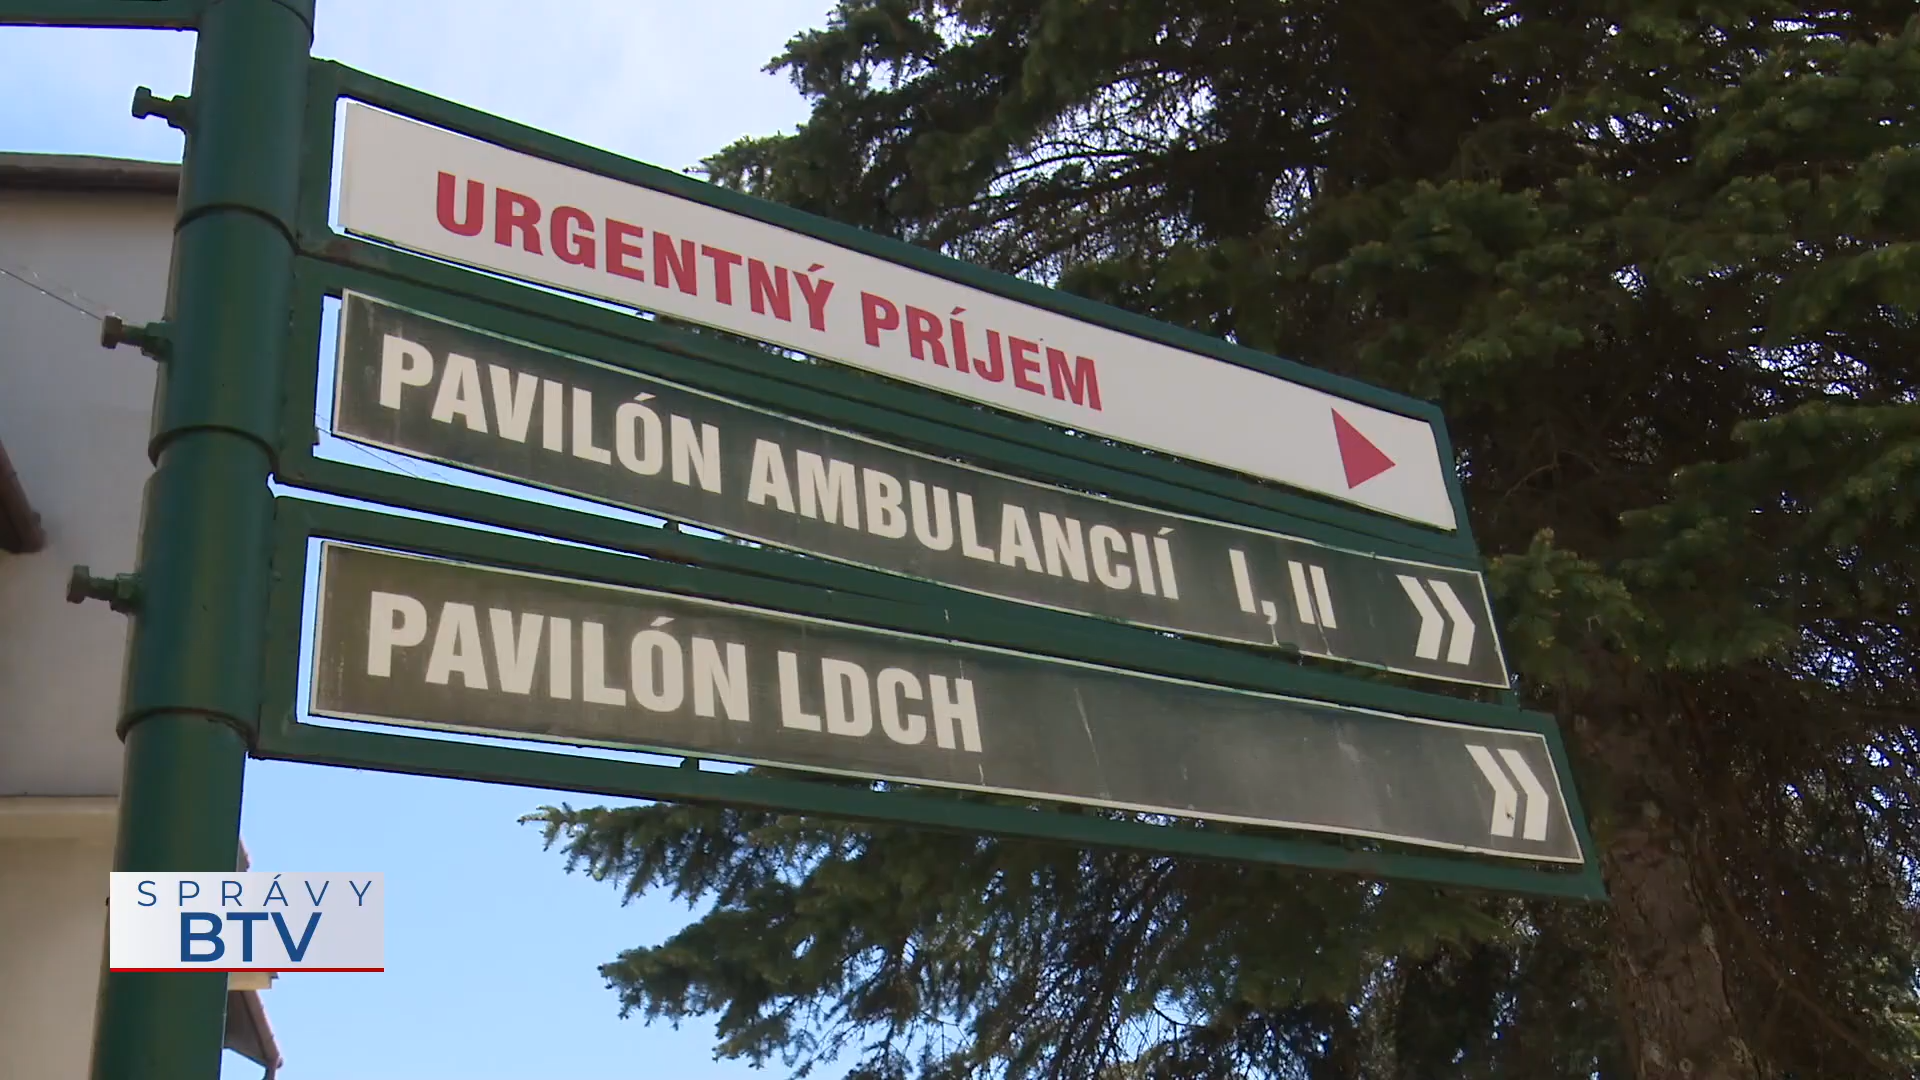 URGENTNÝ PRÍJEM
PAVILÓN AMBULANCIÍ I, II
PAVILÓN LDCH
SPRÁVY
BTV